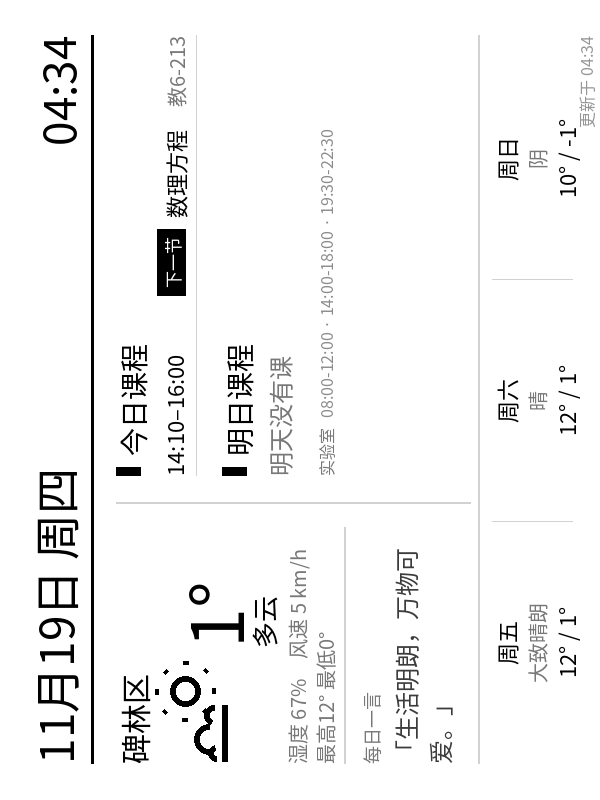 11月19日 周四
04:34
碑林区
1°
多云
湿度 67% 风速 5 km/h
最高12° 最低0°
每日一言
「生活明朗，万物可
爱。」
今日课程
14:10–16:00 下一节 数理方程 教6-213
明日课程
明天没有课
实验室 08:00-12:00 · 14:00-18:00 · 19:30-22:30
周五
大致晴朗
12° / 1°
周六
晴
12° / 1°
周日
阴
10° / -1°
更新于 04:34